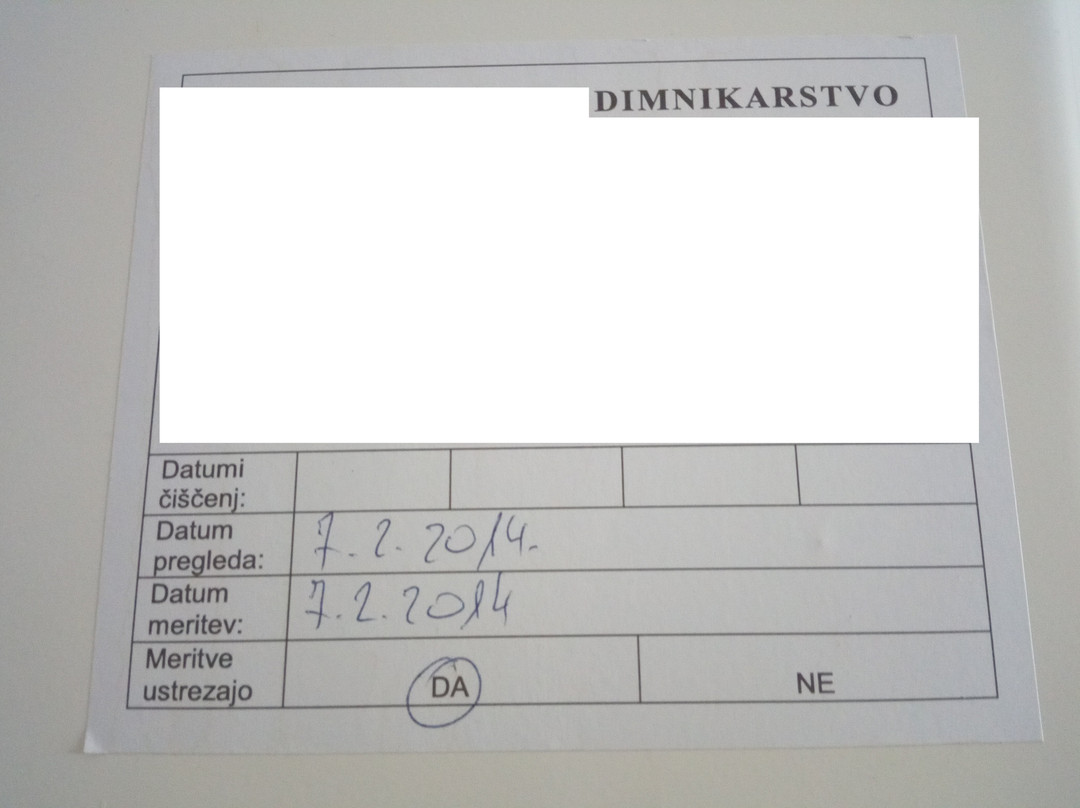 DIMNIKARSTVO
Datumi
čiščenj:
Datum
pregleda:
7. 2. 2014.
Datum
meritev:
7. 2. 2014
Meritve
ustrezajo
DA
NE